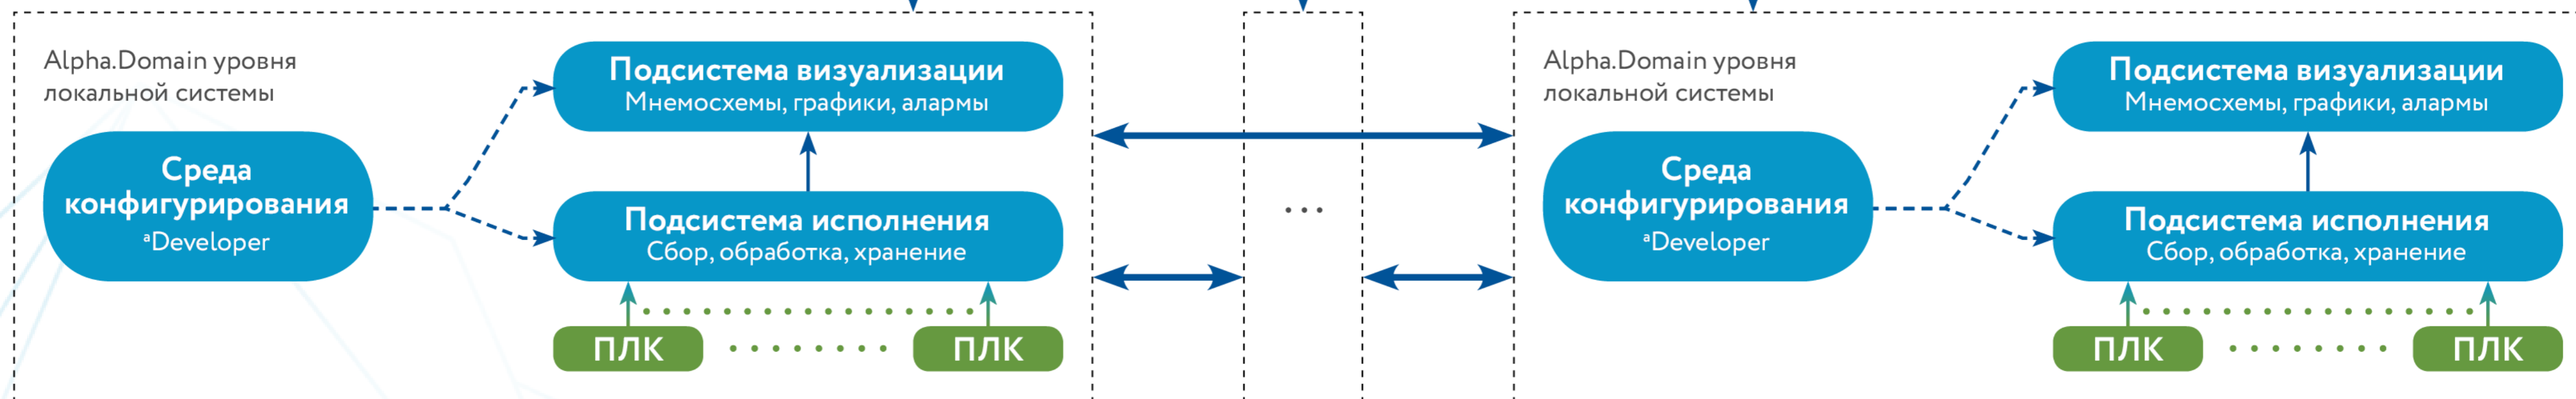 Alpha.Domain уровня
локальной системы
Подсистема визуализации
Мнемосхемы, графики, алармы
Среда
конфигурирования
ᵃDeveloper
Подсистема исполнения
Сбор, обработка, хранение
ПЛК
ПЛК
...
Alpha.Domain уровня
локальной системы
Подсистема визуализации
Мнемосхемы, графики, алармы
Среда
конфигурирования
ᵃDeveloper
Подсистема исполнения
Сбор, обработка, хранение
ПЛК
ПЛК